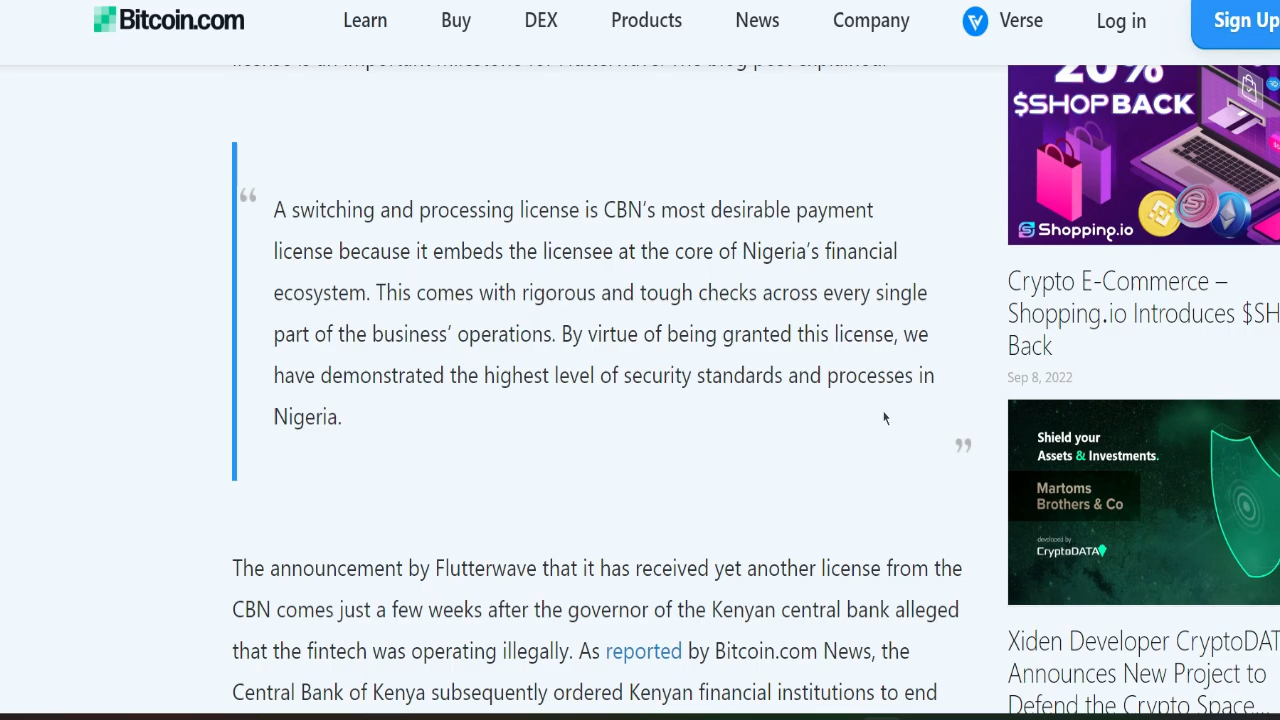 Bitcoin.com
Learn
Buy
DEX
Products
News
Company
Verse
Log in
Sign Up
license is an important milestone for Flutterwave. The blog post explained:
“
A switching and processing license is CBN’s most desirable payment
license because it embeds the licensee at the core of Nigeria’s financial
ecosystem. This comes with rigorous and tough checks across every single
part of the business’ operations. By virtue of being granted this license, we
have demonstrated the highest level of security standards and processes in
Nigeria.
”
The announcement by Flutterwave that it has received yet another license from the
CBN comes just a few weeks after the governor of the Kenyan central bank alleged
that the fintech was operating illegally. As reported by Bitcoin.com News, the
Central Bank of Kenya subsequently ordered Kenyan financial institutions to end
20%
$SHOP BACK
Shopping.io
Crypto E-Commerce –
Shopping.io Introduces $SH
Back
Sep 8, 2022
Shield your
Assets & Investments.
Martoms
Brothers & Co
developed by
CryptoDATA
Xiden Developer CryptoDAT
Announces New Project to
Defend the Crypto Space...